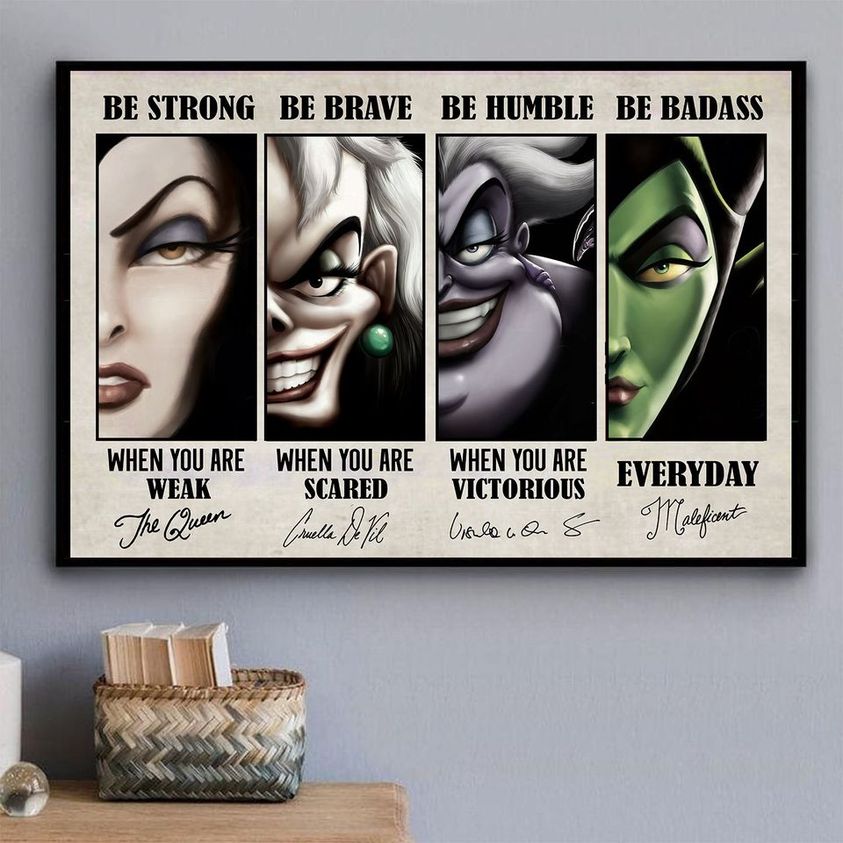 BE STRONG
BE BRAVE
BE HUMBLE
BE BADASS
WHEN YOU ARE
WEAK
WHEN YOU ARE
SCARED
WHEN YOU ARE
VICTORIOUS
EVERYDAY
The Queen
Cruella De Vil
Maleficent